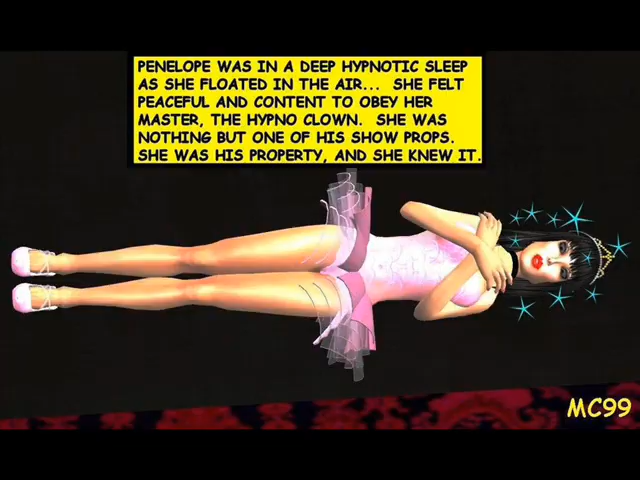 PENELOPE WAS IN A DEEP HYPNOTIC SLEEP
AS SHE FLOATED IN THE AIR... SHE FELT
PEACEFUL AND CONTENT TO OBEY HER
MASTER, THE HYPNO CLOWN. SHE WAS
NOTHING BUT ONE OF HIS SHOW PROPS.
SHE WAS HIS PROPERTY, AND SHE KNEW IT.
MC99